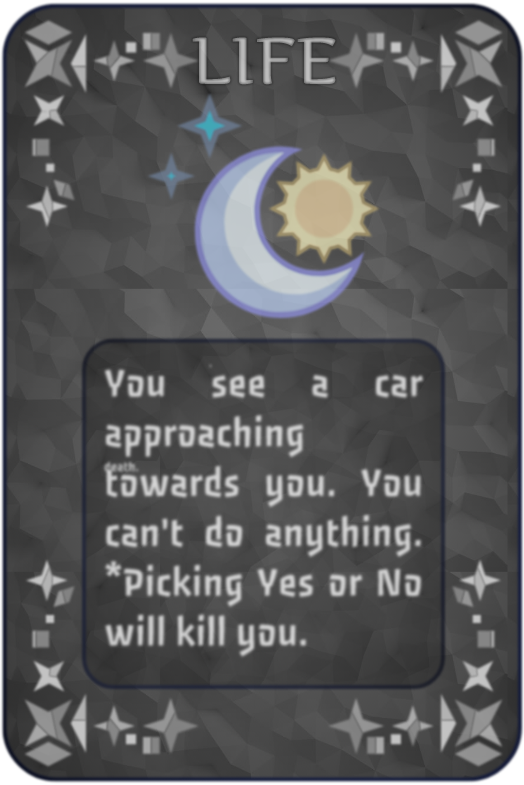 LIFE
You see a car
approaching
death.
towards you. You
can't do anything.
*Picking Yes or No
will kill you.